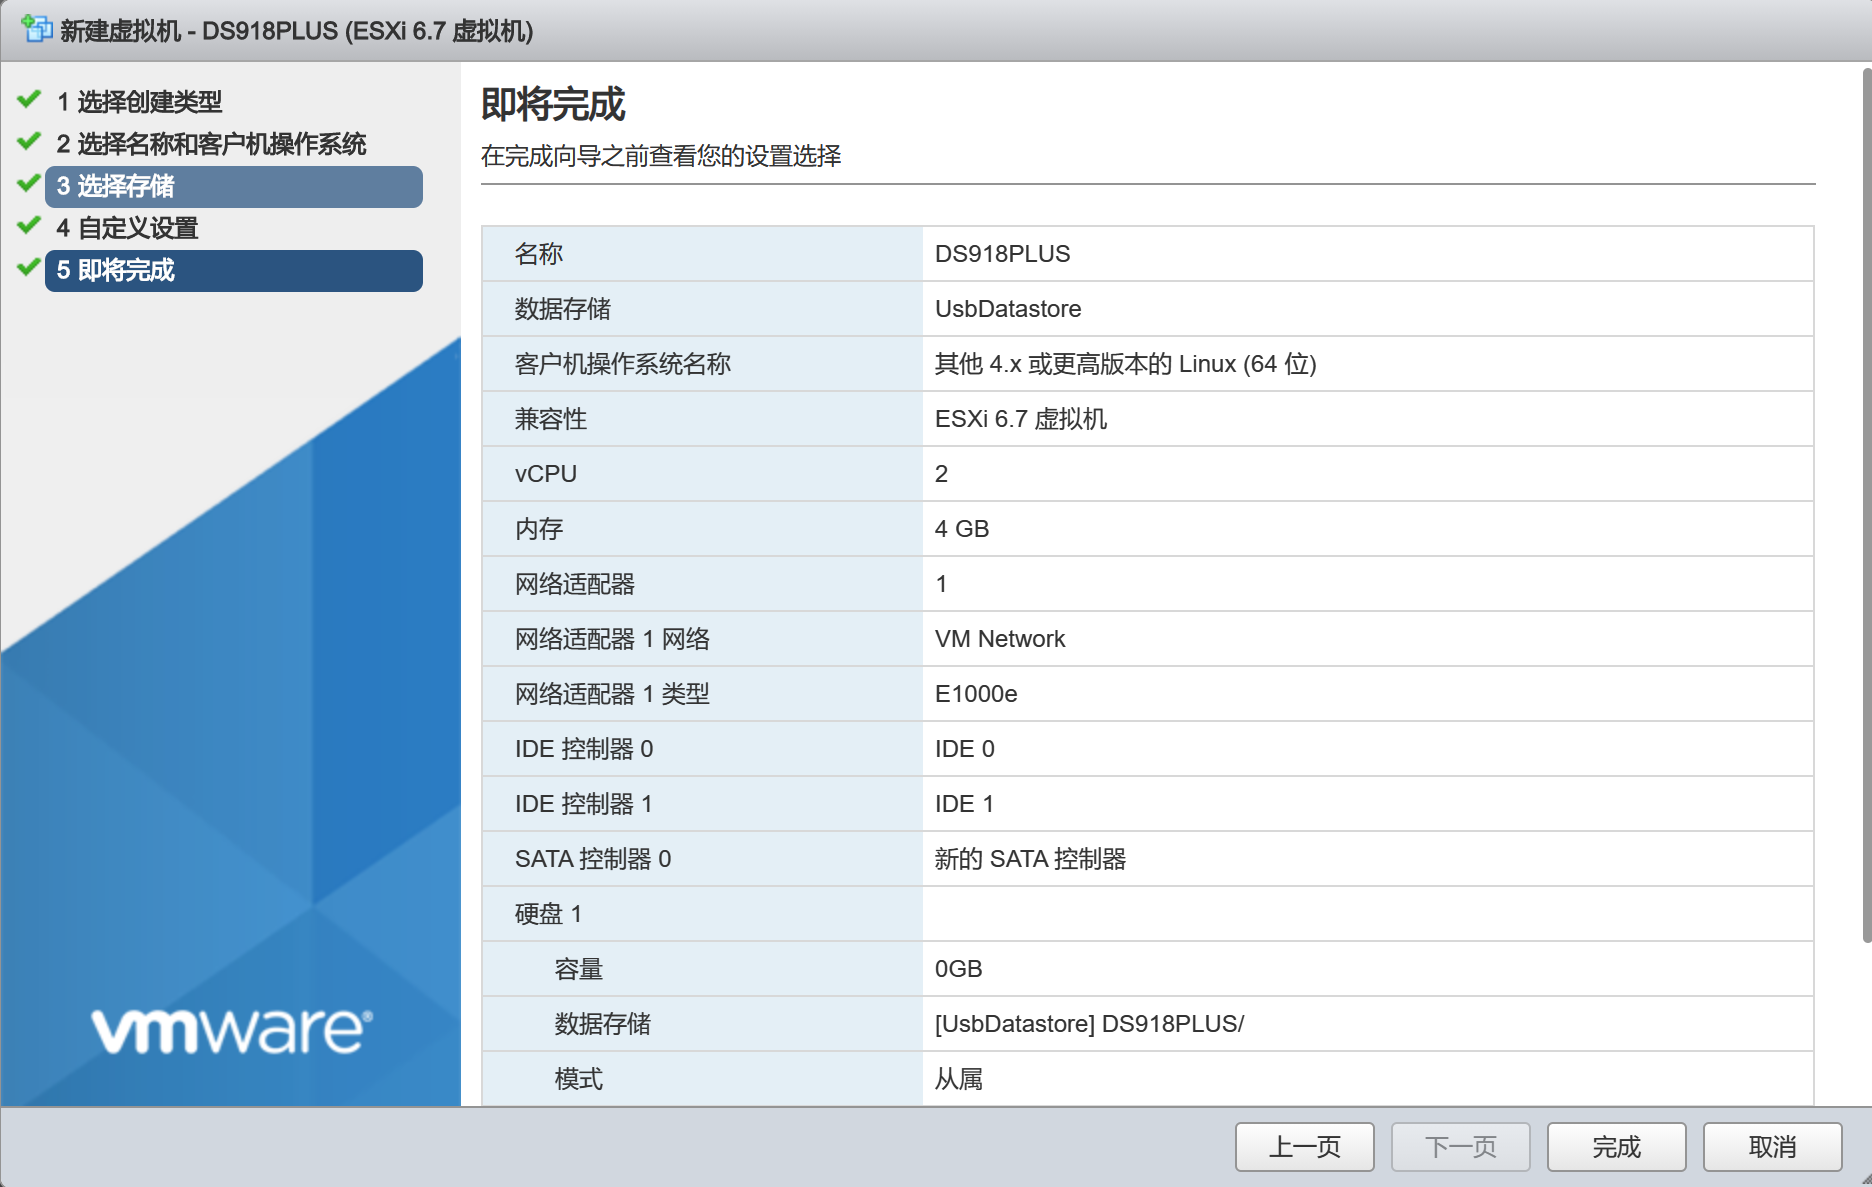 新建虚拟机 - DS918PLUS (ESXi 6.7 虚拟机)
1 选择创建类型
2 选择名称和客户机操作系统
3 选择存储
4 自定义设置
5 即将完成
vmware®
即将完成
在完成向导之前查看您的设置选择
名称 DS918PLUS
数据存储 UsbDatastore
客户机操作系统名称 其他 4.x 或更高版本的 Linux (64 位)
兼容性 ESXi 6.7 虚拟机
vCPU 2
内存 4 GB
网络适配器 1
网络适配器 1 网络 VM Network
网络适配器 1 类型 E1000e
IDE 控制器 0 IDE 0
IDE 控制器 1 IDE 1
SATA 控制器 0 新的 SATA 控制器
硬盘 1
容量 0GB
数据存储 [UsbDatastore] DS918PLUS/
模式 从属
上一页 下一页 完成 取消